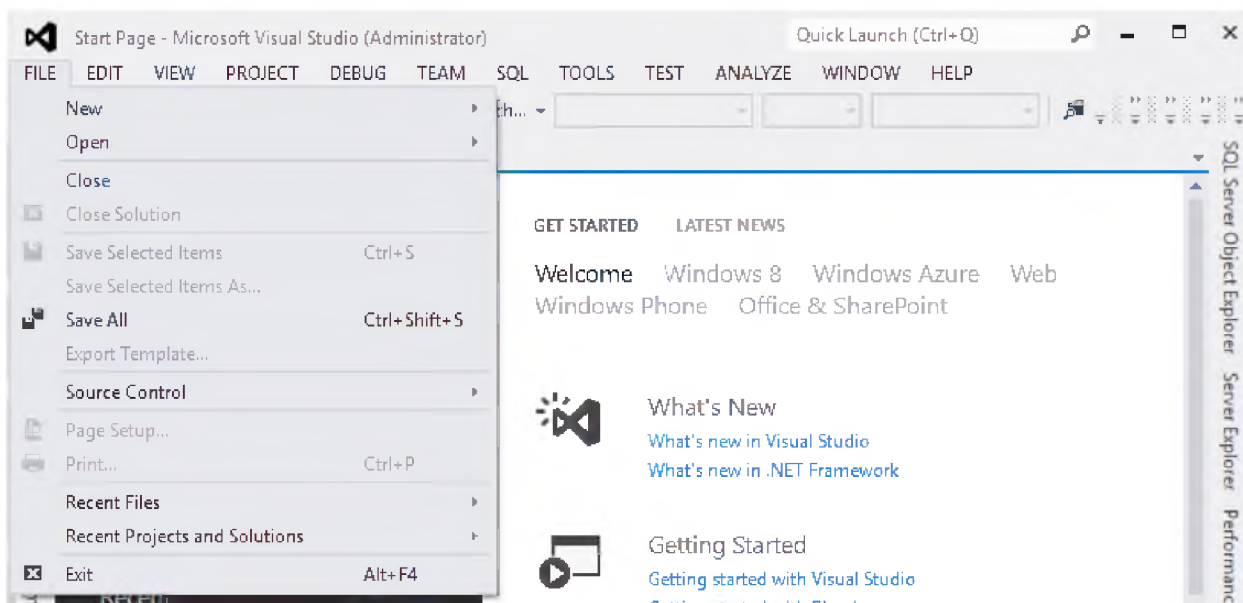 Start Page - Microsoft Visual Studio (Administrator)
Quick Launch (Ctrl+Q)
FILE EDIT VIEW PROJECT DEBUG TEAM SQL TOOLS TEST ANALYZE WINDOW HELP
New
Open
Close
Close Solution
Save Selected Items Ctrl+S
Save Selected Items As...
Save All Ctrl+Shift+S
Export Template...
Source Control
Page Setup...
Print... Ctrl+P
Recent Files
Recent Projects and Solutions
Exit Alt+F4
GET STARTED LATEST NEWS
Welcome Windows 8 Windows Azure Web
Windows Phone Office & SharePoint
What's New
What's new in Visual Studio
What's new in .NET Framework
Getting Started
Getting started with Visual Studio
SQL Server Object Explorer
Server Explorer